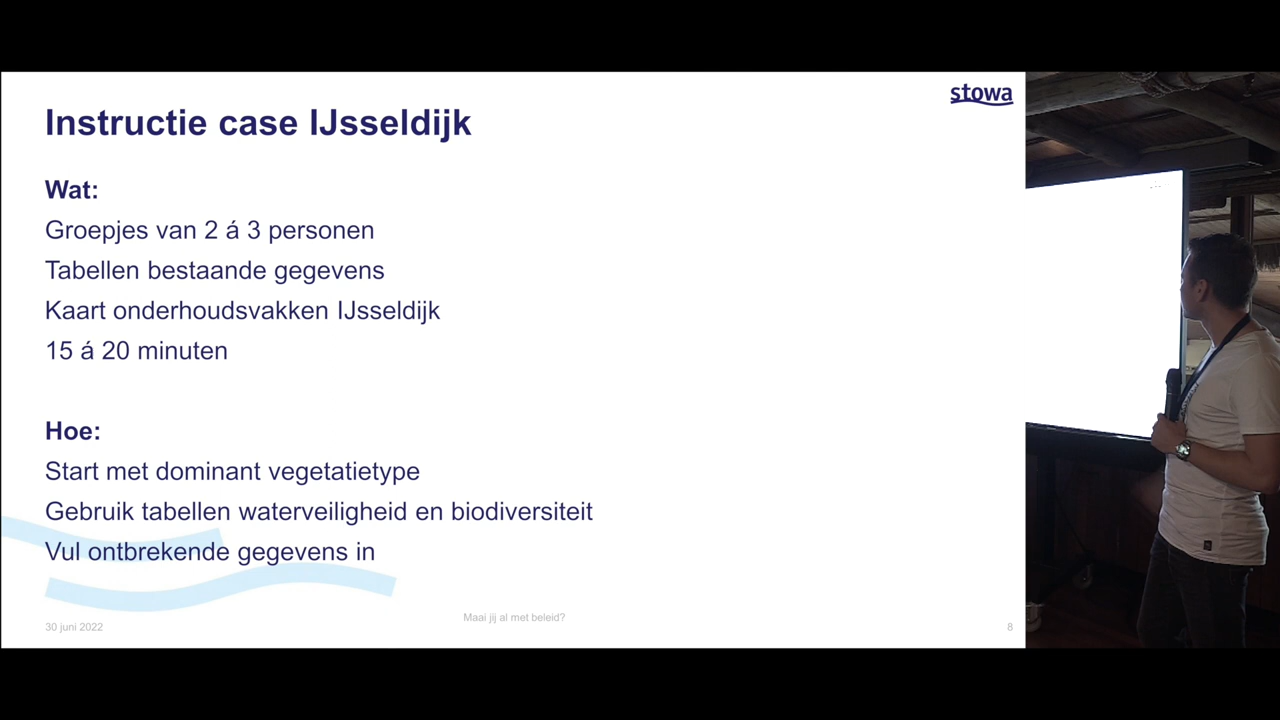 stowa
Instructie case IJsseldijk
Wat:
Groepjes van 2 á 3 personen
Tabellen bestaande gegevens
Kaart onderhoudsvakken IJsseldijk
15 á 20 minuten
Hoe:
Start met dominant vegetatietype
Gebruik tabellen waterveiligheid en biodiversiteit
Vul ontbrekende gegevens in
Maai jij al met beleid?
30 juni 2022
8